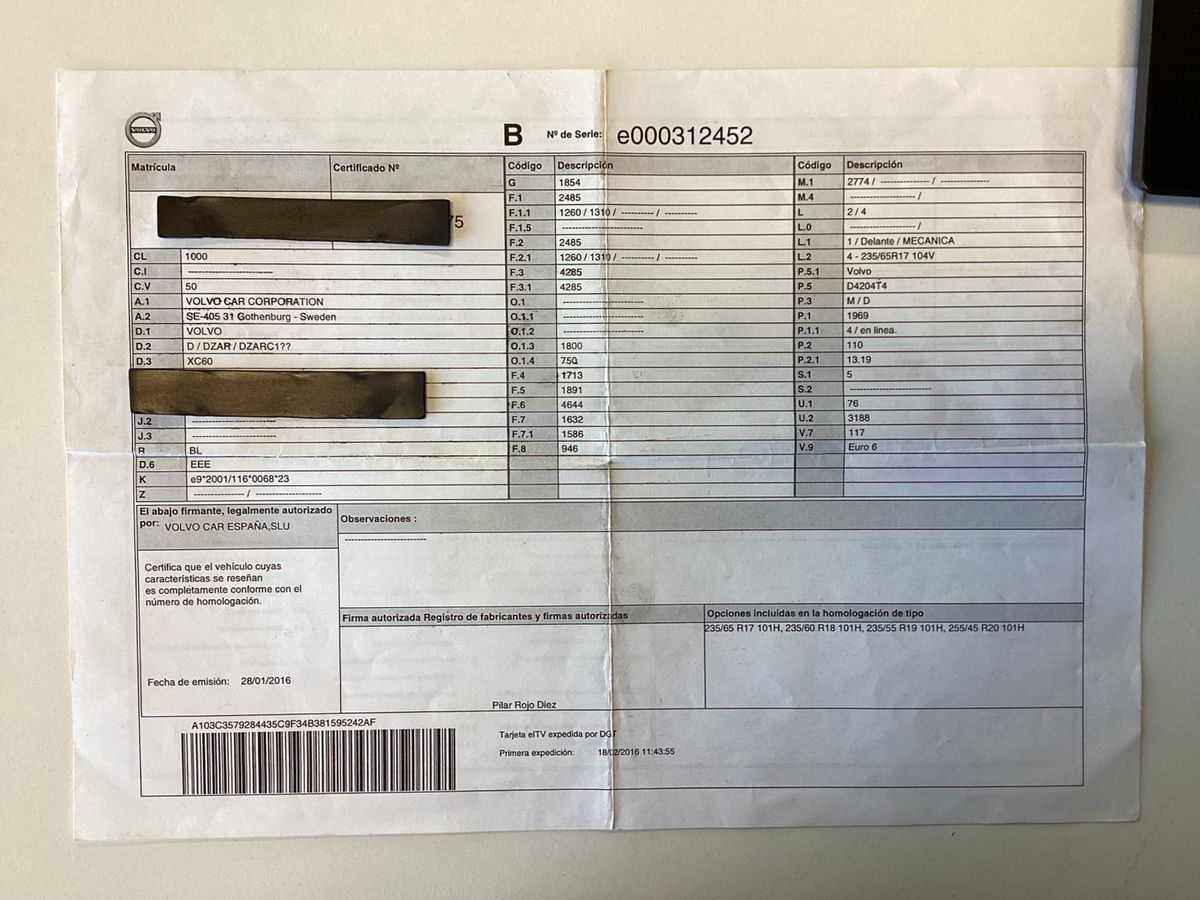 VOLVO
B Nº de Serie: e000312452
Matrícula Certificado Nº
75
CL 1000
C.I ----------------------
C.V 50
A.1 VOLVO CAR CORPORATION
A.2 SE-405 31 Gothenburg - Sweden
D.1 VOLVO
D.2 D / DZAR / DZARC1??
D.3 XC60
J.2 ----------------------
J.3 ----------------------
R BL
D.6 EEE
K e9*2001/116*0068*23
Z ------------- / -----------------
Código Descripción
G 1854
F.1 2485
F.1.1 1260 / 1310 / --------- / ---------
F.1.5 ----------------------
F.2 2485
F.2.1 1260 / 1310 / --------- / ---------
F.3 4285
F.3.1 4285
O.1 ----------------------
O.1.1 ----------------------
O.1.2 ----------------------
O.1.3 1800
O.1.4 750
F.4 1713
F.5 1891
F.6 4644
F.7 1632
F.7.1 1586
F.8 946
Código Descripción
M.1 2774 / ------------- / -------------
M.4 ----------------- /
L 2 / 4
L.0 ----------------- /
L.1 1 / Delante / MECANICA
L.2 4 - 235/65R17 104V
P.5.1 Volvo
P.5 D4204T4
P.3 M / D
P.1 1969
P.1.1 4 / en linea.
P.2 110
P.2.1 13.19
S.1 5
S.2 ----------------------
U.1 76
U.2 3188
V.7 117
V.9 Euro 6
El abajo firmante, legalmente autorizado
por: VOLVO CAR ESPAÑA,SLU
Certifica que el vehículo cuyas
características se reseñan
es completamente conforme con el
número de homologación.
Fecha de emisión: 28/01/2016
Observaciones :
----------------------
Firma autorizada Registro de fabricantes y firmas autorizadas
Pilar Rojo Diez
Opciones incluidas en la homologación de tipo
235/65 R17 101H, 235/60 R18 101H, 235/55 R19 101H, 255/45 R20 101H
A103C3579284435C9F34B381595242AF
Tarjeta eITV expedida por DGT
Primera expedición: 18/02/2016 11:43:55